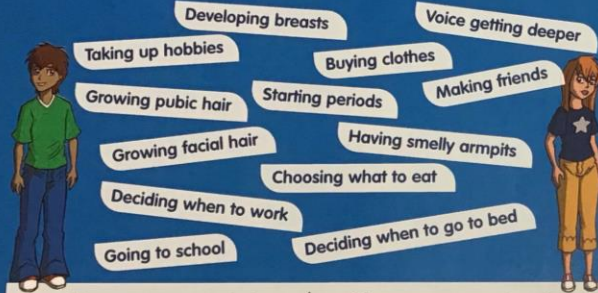 Developing breasts
Voice getting deeper
Taking up hobbies
Buying clothes
Making friends
Growing pubic hair
Starting periods
Growing facial hair
Having smelly armpits
Choosing what to eat
Deciding when to work
Deciding when to go to bed
Going to school